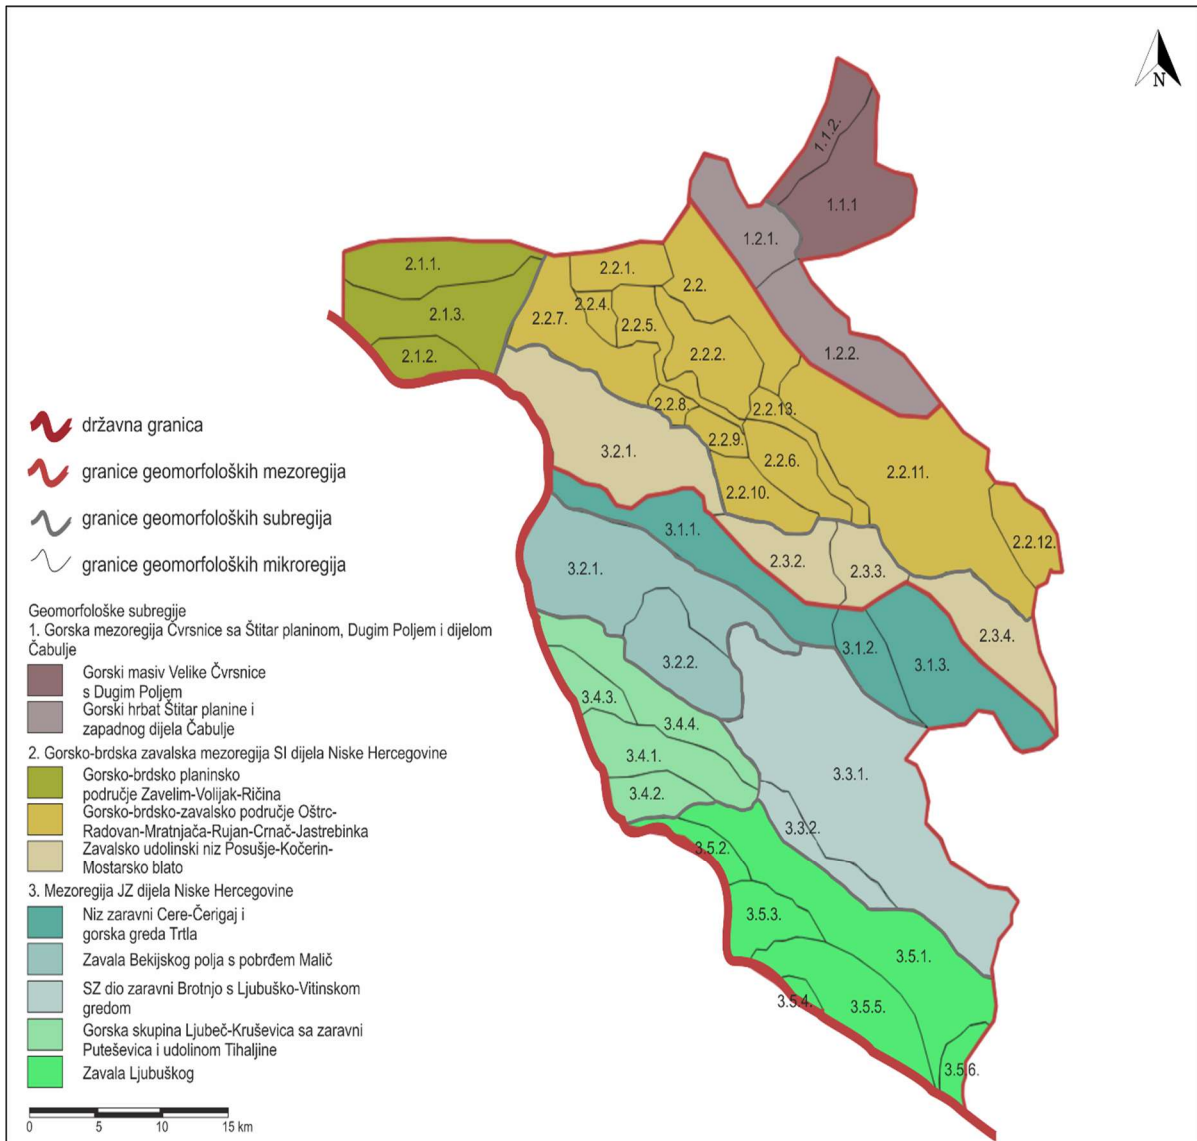 N
1.1.2.
1.1.1
1.2.1.
2.1.1.
2.2.1.
2.2.
2.1.3.
2.2.4.
2.2.7.
2.2.5.
2.1.2.
2.2.2.
1.2.2.
2.2.8.
2.2.13.
2.2.9.
3.2.1.
2.2.6.
2.2.11.
2.2.10.
3.1.1.
2.3.2.
2.2.12.
2.3.3.
3.2.1.
3.1.2.
2.3.4.
3.2.2.
3.1.3.
3.4.3.
3.4.4.
3.4.1.
3.3.1.
3.4.2.
3.3.2.
3.5.2.
3.5.3.
3.5.1.
3.5.4.
3.5.5.
3.5.6.
državna granica
granice geomorfoloških mezoregija
granice geomorfoloških subregija
granice geomorfoloških mikroregija
Geomorfološke subregije
1. Gorska mezoregija Čvrsnice sa Štitar planinom, Dugim Poljem i dijelom
Čabulje
Gorski masiv Velike Čvrsnice
s Dugim Poljem
Gorski hrbat Štitar planine i
zapadnog dijela Čabulje
2. Gorsko-brdska zavalska mezoregija SI dijela Niske Hercegovine
Gorsko-brdsko planinsko
područje Zavelim-Volijak-Ričina
Gorsko-brdsko-zavalsko područje Oštrc-
Radovan-Mratnjača-Rujan-Crnač-Jastrebinka
Zavalsko udolinski niz Posušje-Kočerin-
Mostarsko blato
3. Mezoregija JZ dijela Niske Hercegovine
Niz zaravni Cere-Čerigaj i
gorska greda Trtla
Zavala Bekijskog polja s pobrđem Malič
SZ dio zaravni Brotnjo s Ljubuško-Vitinskom
gredom
Gorska skupina Ljubeč-Kruševica sa zaravni
Puteševica i udolinom Tihaljine
Zavala Ljubuškog
0 5 10 15 km